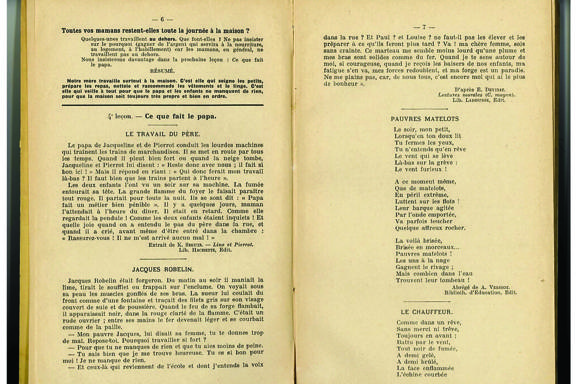 — 6 —
Toutes vos mamans restent-elles toute la journée à la maison ?
Quelques-unes travaillent au dehors. Que font-elles ? Ne pas insister
sur le pourquoi (gagner de l'argent qui servira à la nourriture,
au logement, à l'habillement) car les mamans, en général, ne
travaillent pas au dehors.
Nous insisterons davantage dans la prochaine leçon : Ce que fait
le papa.
RÉSUMÉ.
Notre mère travaille surtout à la maison. C'est elle qui soigne les petits,
prépare les repas, nettoie et raccommode les vêtements et le linge. C'est
elle qui veille à tout pour que le papa et les enfants ne manquent de rien,
pour que la maison soit toujours très propre et bien en ordre.
4e leçon. — Ce que fait le papa.
LE TRAVAIL DU PÈRE.
Le papa de Jacqueline et de Pierrot conduit les lourdes machines
qui traînent les trains de marchandises. Il se met en route par tous
les temps. Quand il pleut bien fort ou quand la neige tombe,
Jacqueline et Pierrot lui disent : « Reste donc avec nous ; il fait si
bon ici ! » Mais il répond en riant : « Qui donc ferait mon travail
là-bas ? Il faut bien que les trains partent à l'heure ».
Les deux enfants l'ont vu un soir sur sa machine. La fumée
entourait sa tête. La grande flamme du foyer le faisait paraître
tout rouge. Il partait pour toute la nuit. Ils se sont dit : « Papa
fait un métier bien pénible ». Il y a quelques jours, maman
l'attendait à l'heure du dîner. Il était en retard. Comme elle
regardait la pendule ! Comme les deux enfants étaient inquiets ! Et
quelle joie quand on a entendu le pas du père dans la rue, et
quand il a crié, avant même d'être entré dans la chambre :
« Rassurez-vous ! Il ne m'est arrivé aucun mal ! »
Extrait de K. — Line et Pierrot.
Lib. HACHETTE, Édit.
JACQUES ROBELIN.
Jacques Robelin était forgeron. Du matin au soir il maniait la
lime, tirait le soufflet ou frappait sur l'enclume. On voyait sous
sa peau les muscles gonflés de ses bras. La sueur lui coulait du
front comme d'une fontaine et traçait des filets gris sur son visage
couvert de suie et de poussière. Quand le feu de sa forge flambait,
il apparaissait noir, dans la rouge clarté de la flamme. C'était un
rude ouvrier ; entre ses mains le fer devenait léger et se courbait
comme de la paille.
— Mon pauvre Jacques, lui disait sa femme, tu te donnes trop
de mal. Repose-toi. Pourquoi travailler si fort ?
— Pour que tu ne manques de rien et que tu aies moins de peine.
— Tu sais bien que je me trouve heureuse. Tu es si bon pour
moi ! Je ne manque de rien.
— Et ceux-là qui reviennent de l'école et dont j'entends la voix
— 7 —
dans la rue ? Et Paul ? et Louise ? ne faut-il pas les élever et les
préparer à ce qu'ils feront plus tard ? Va ! ma chère femme, sois
sans crainte. Ce marteau me semble moins lourd qu'une plume et
mes bras sont solides comme du fer. Quand je te sens autour de
moi, si courageuse, quand je reçois les baisers de nos enfants, ma
fatigue s'en va, mes forces redoublent, et ma forge est un paradis.
Ne me plains pas, car, de nous tous, c'est encore moi qui ai le plus
de bonheur ».
D'après E.
Lectures morales (C. moyen).
Lib. LAROUSSE, Édit.
PAUVRES MATELOTS
Le soir, mon petit,
Lorsqu'en ton doux lit
Tu fermes les yeux,
Tu n'entends qu'en rêve
Le vent qui se lève
Là-bas sur la grève :
Le vent furieux !
A ce moment même,
Que de matelots,
En péril extrême,
Luttent sur les flots !
Leur barque agitée
Par l'onde emportée,
Va parfois toucher
Quelque affreux rocher.
La voilà brisée,
Brisée en morceaux...
Pauvres matelots !
Les uns à la nage
Gagnent le rivage ;
Mais combien dans l'eau
Trouvent leur tombeau !
Abrégé de A. VESSIOT.
Biblioth. d'Éducation, Édit.
LE CHAUFFEUR.
Comme dans un rêve,
Sans merci ni trêve,
Toujours en avant :
Battu par le vent,
Tout noir de fumée,
A demi gelé,
A demi brûlé,
La face enflammée
L'échine courbée